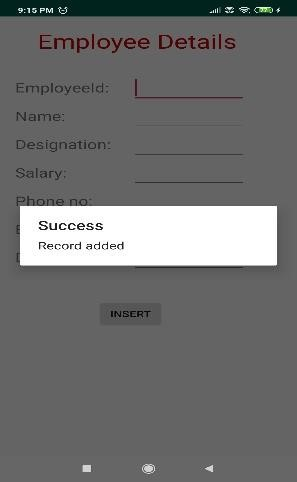 9:15 PM
Employee Details
EmployeeId:
Name:
Designation:
Salary:
Phone no:
Success
Record added
INSERT